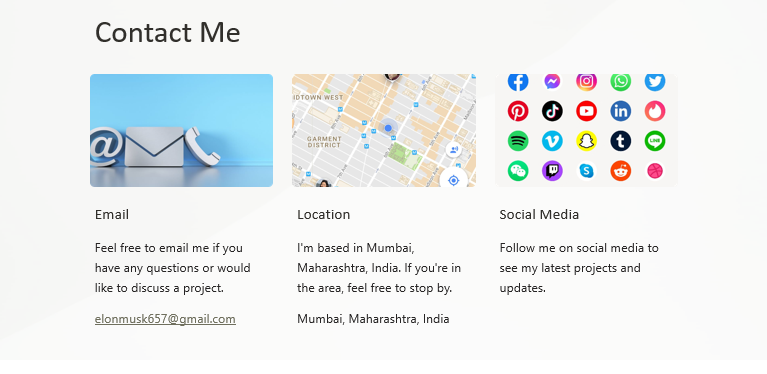 Contact Me
IDTOWN WEST
GARMENT
DISTRICT
LINE
Email
Feel free to email me if you
have any questions or would
like to discuss a project.
elonmusk657@gmail.com
Location
I'm based in Mumbai,
Maharashtra, India. If you're in
the area, feel free to stop by.
Mumbai, Maharashtra, India
Social Media
Follow me on social media to
see my latest projects and
updates.